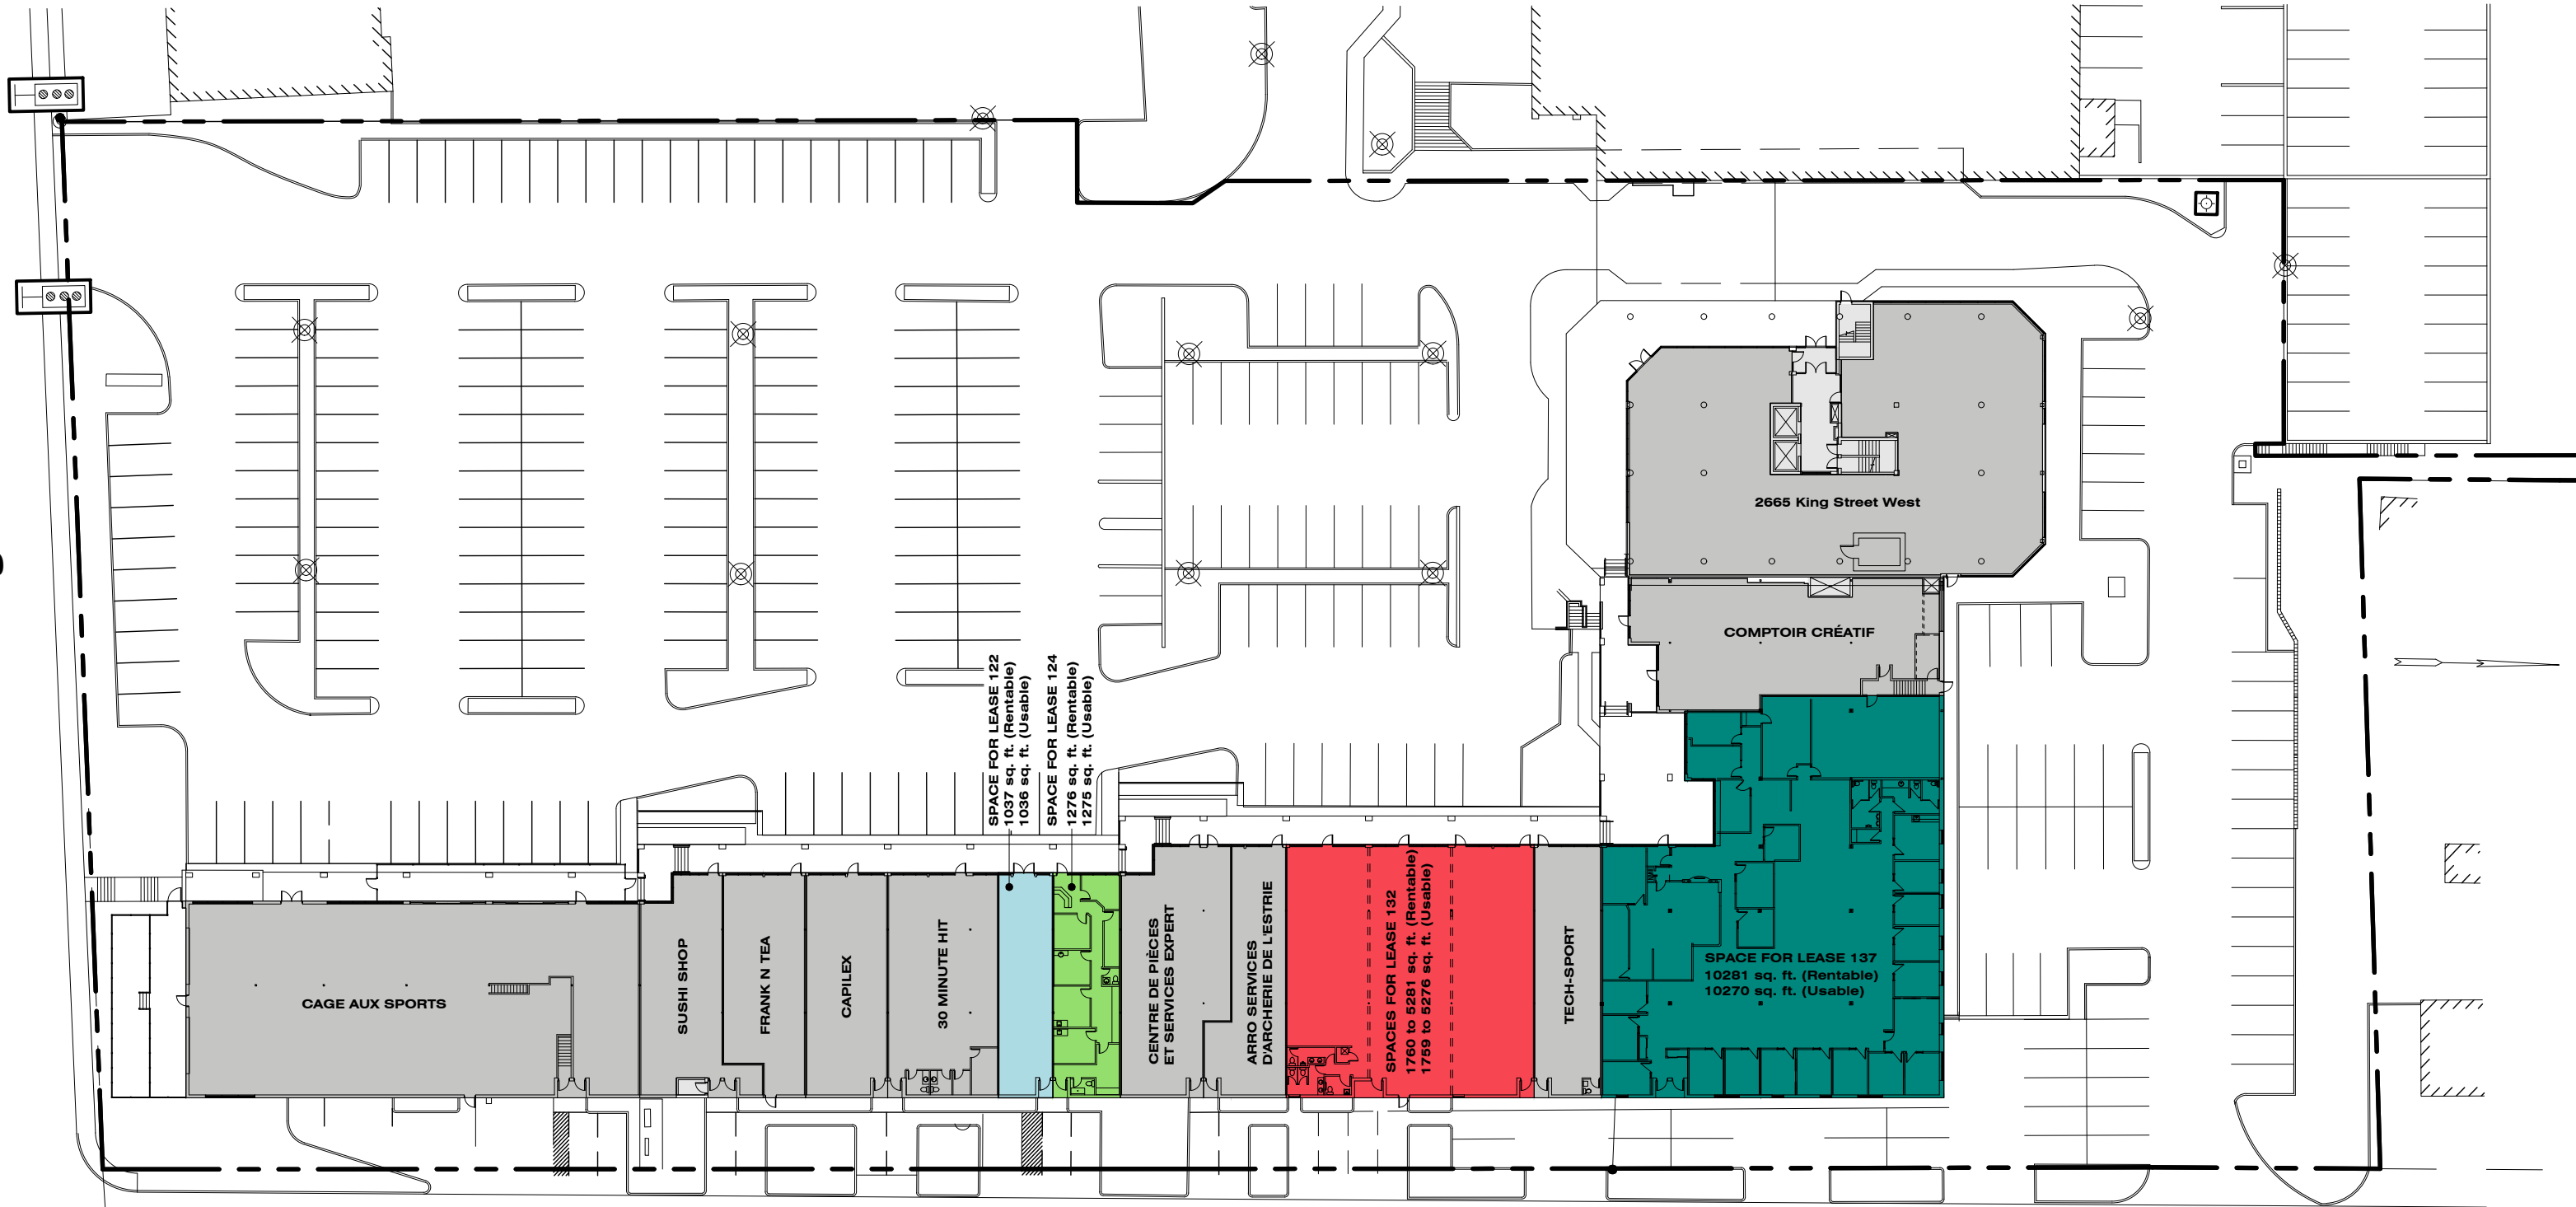 2665 King Street West
COMPTOIR CRÉATIF
SPACE FOR LEASE 122
1037 sq. ft. (Rentable)
1036 sq. ft. (Usable)
SPACE FOR LEASE 124
1276 sq. ft. (Rentable)
1275 sq. ft. (Usable)
CAGE AUX SPORTS
SUSHI SHOP
FRANK N TEA
CAPILEX
30 MINUTE HIT
CENTRE DE PIÈCES
ET SERVICES EXPERT
ARRO SERVICES
D'ARCHERIE DE L'ESTRIE
SPACES FOR LEASE 132
1760 to 5281 sq. ft. (Rentable)
1759 to 5276 sq. ft. (Usable)
TECH-SPORT
SPACE FOR LEASE 137
10281 sq. ft. (Rentable)
10270 sq. ft. (Usable)